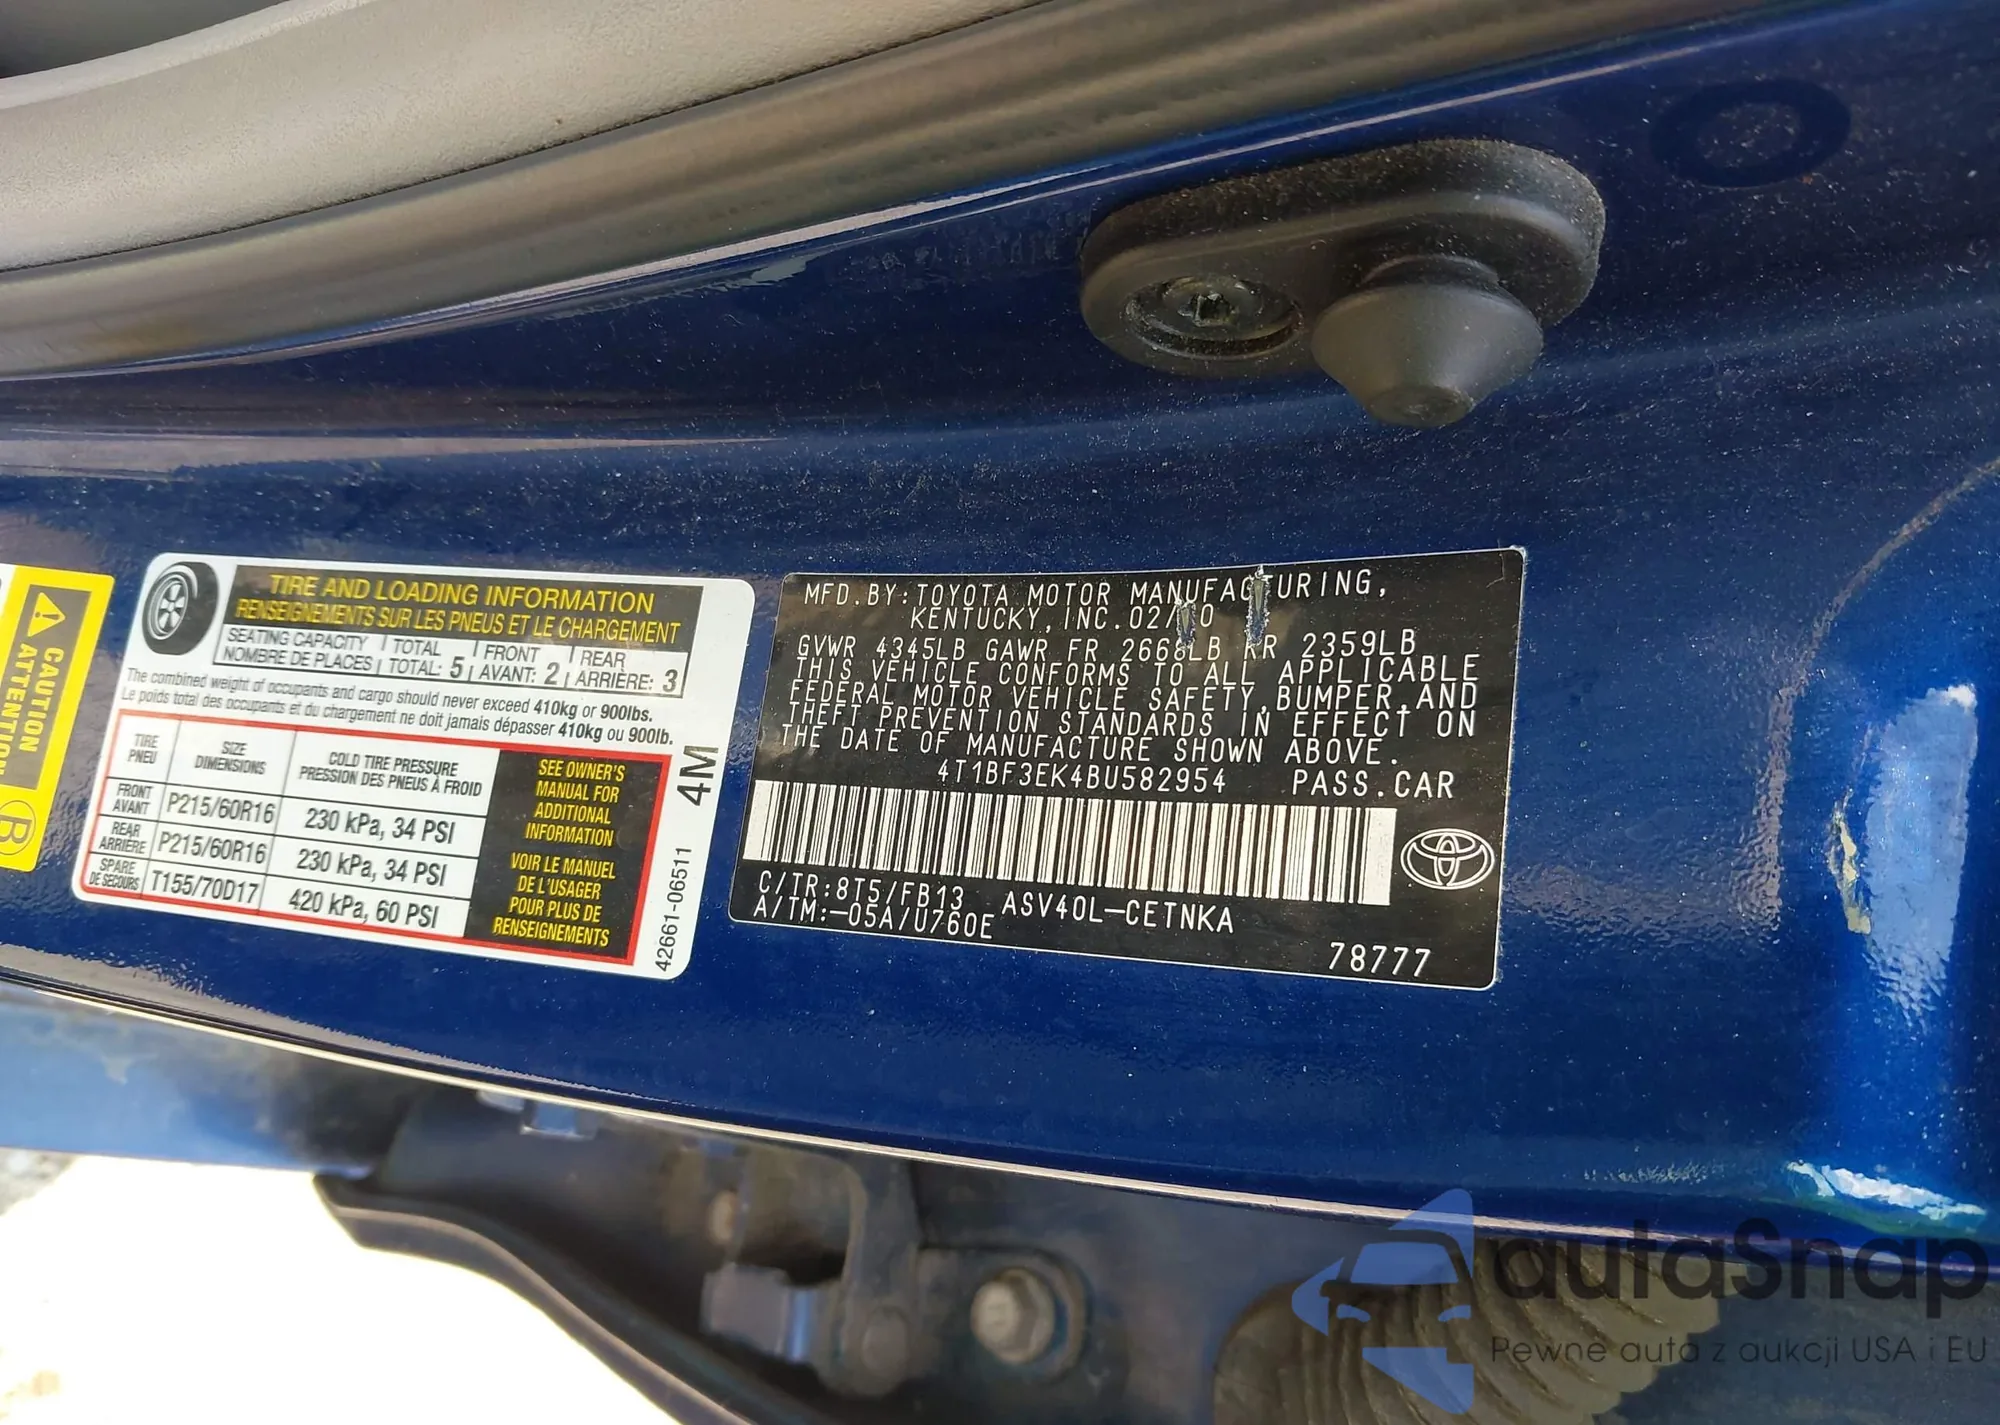 CAUTION
ATTENTION
B
TIRE AND LOADING INFORMATION
RENSEIGNEMENTS SUR LES PNEUS ET LE CHARGEMENT
SEATING CAPACITY TOTAL FRONT REAR
NOMBRE DE PLACES TOTAL: 5 AVANT: 2 ARRIÈRE: 3
The combined weight of occupants and cargo should never exceed 410kg or 900lbs.
Le poids total des occupants et du chargement ne doit jamais dépasser 410kg ou 900lb.
TIRE PNEU
SIZE DIMENSIONS
COLD TIRE PRESSURE
PRESSION DES PNEUS À FROID
FRONT AVANT P215/60R16 230 kPa, 34 PSI
REAR ARRIÈRE P215/60R16 230 kPa, 34 PSI
SPARE DE SECOURS T155/70D17 420 kPa, 60 PSI
SEE OWNER'S
MANUAL FOR
ADDITIONAL
INFORMATION
VOIR LE MANUEL
DE L'USAGER
POUR PLUS DE
RENSEIGNEMENTS
42661-06511 4M
MFD.BY:TOYOTA MOTOR MANUFACTURING,
KENTUCKY,INC.02/10
GVWR 4345LB GAWR FR 2668LB RR 2359LB
THIS VEHICLE CONFORMS TO ALL APPLICABLE
FEDERAL MOTOR VEHICLE SAFETY,BUMPER,AND
THEFT PREVENTION STANDARDS IN EFFECT ON
THE DATE OF MANUFACTURE SHOWN ABOVE.
4T1BF3EK4BU582954 PASS.CAR
C/TR:8T5/FB13 ASV40L-CETNKA
A/TM:-05A/U760E
78777
autaSnap
Pewne auta z aukcji USA i EU